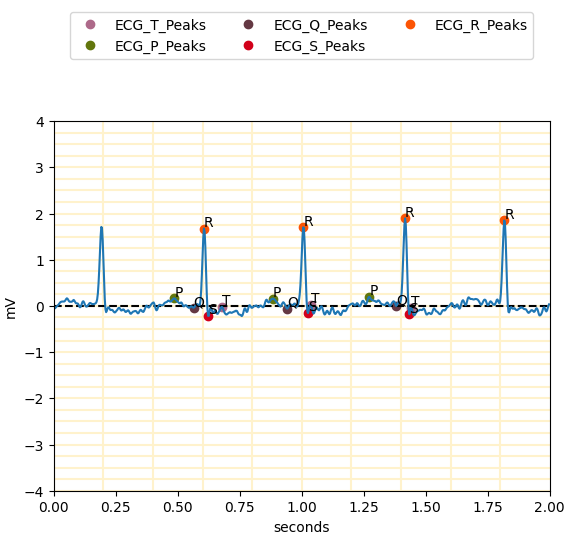 ECG_T_Peaks ECG_Q_Peaks ECG_R_Peaks
ECG_P_Peaks ECG_S_Peaks
4
3
2
1
0
−1
−2
−3
−4
mV
R R R R
P Q S T P Q S T P Q S T
0.00 0.25 0.50 0.75 1.00 1.25 1.50 1.75 2.00
seconds